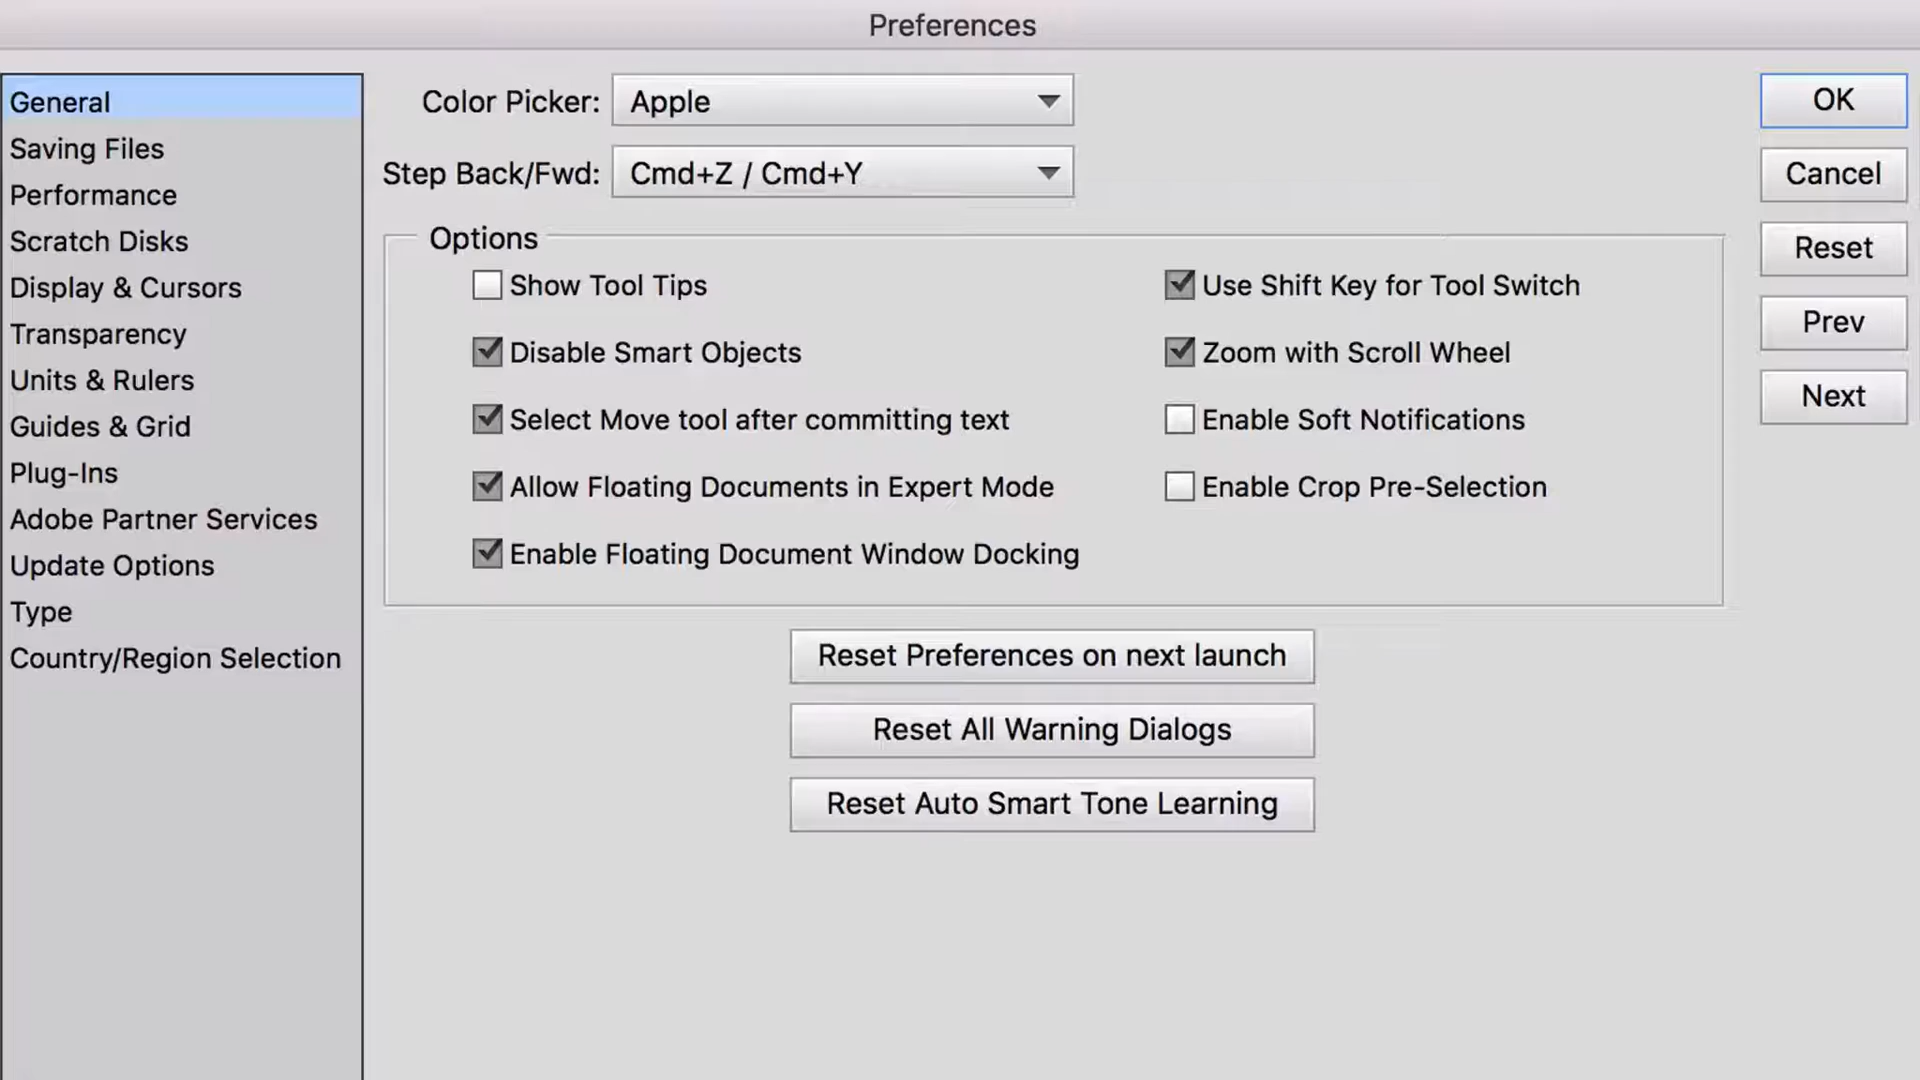 Preferences
General
Saving Files
Performance
Scratch Disks
Display & Cursors
Transparency
Units & Rulers
Guides & Grid
Plug-Ins
Adobe Partner Services
Update Options
Type
Country/Region Selection
Color Picker: Apple
Step Back/Fwd: Cmd+Z / Cmd+Y
Options
Show Tool Tips
Disable Smart Objects
Select Move tool after committing text
Allow Floating Documents in Expert Mode
Enable Floating Document Window Docking
Use Shift Key for Tool Switch
Zoom with Scroll Wheel
Enable Soft Notifications
Enable Crop Pre-Selection
Reset Preferences on next launch
Reset All Warning Dialogs
Reset Auto Smart Tone Learning
OK
Cancel
Reset
Prev
Next